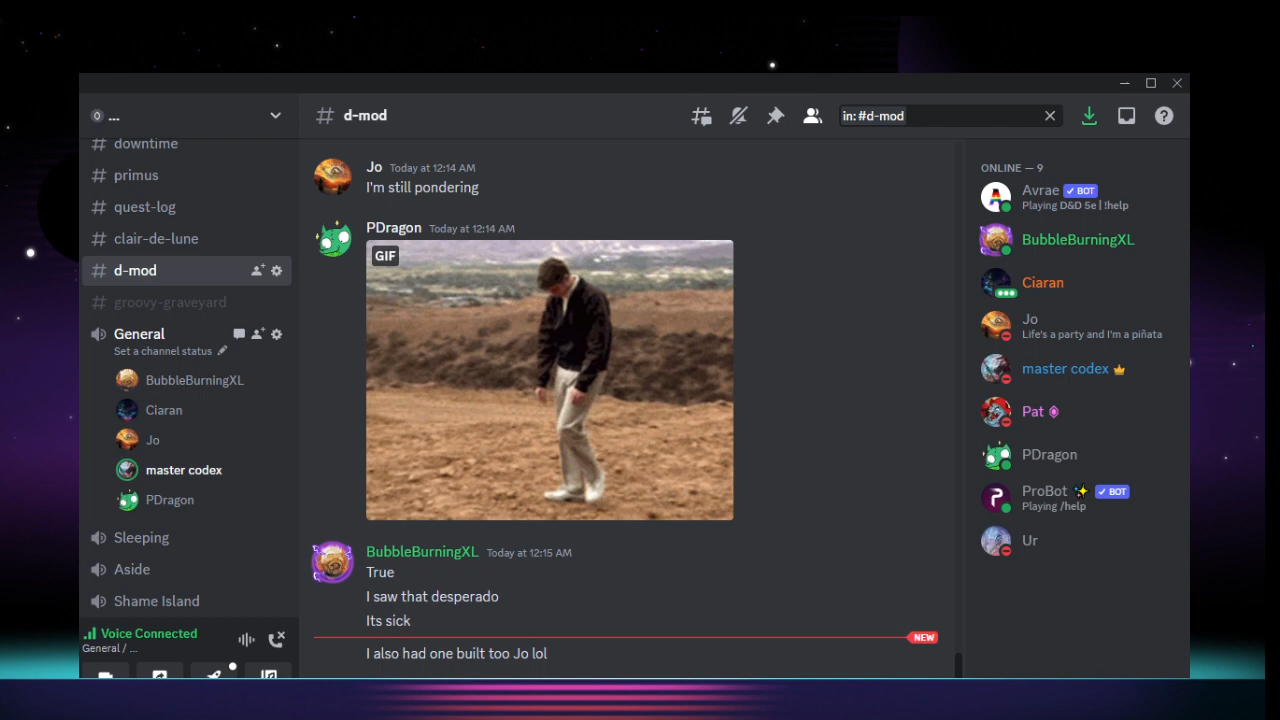 ...
downtime
primus
quest-log
clair-de-lune
d-mod
groovy-graveyard
General
Set a channel status
BubbleBurningXL
Ciaran
Jo
master codex
PDragon
Sleeping
Aside
Shame Island
Voice Connected
General / ...
# d-mod
in: #d-mod
Jo Today at 12:14 AM
I'm still pondering
PDragon Today at 12:14 AM
GIF
BubbleBurningXL Today at 12:15 AM
True
I saw that desperado
Its sick
NEW
I also had one built too Jo lol
ONLINE — 9
Avrae BOT
Playing D&D 5e | !help
BubbleBurningXL
Ciaran
Jo
Life's a party and I'm a piñata
master codex
Pat
PDragon
ProBot BOT
Playing /help
Ur